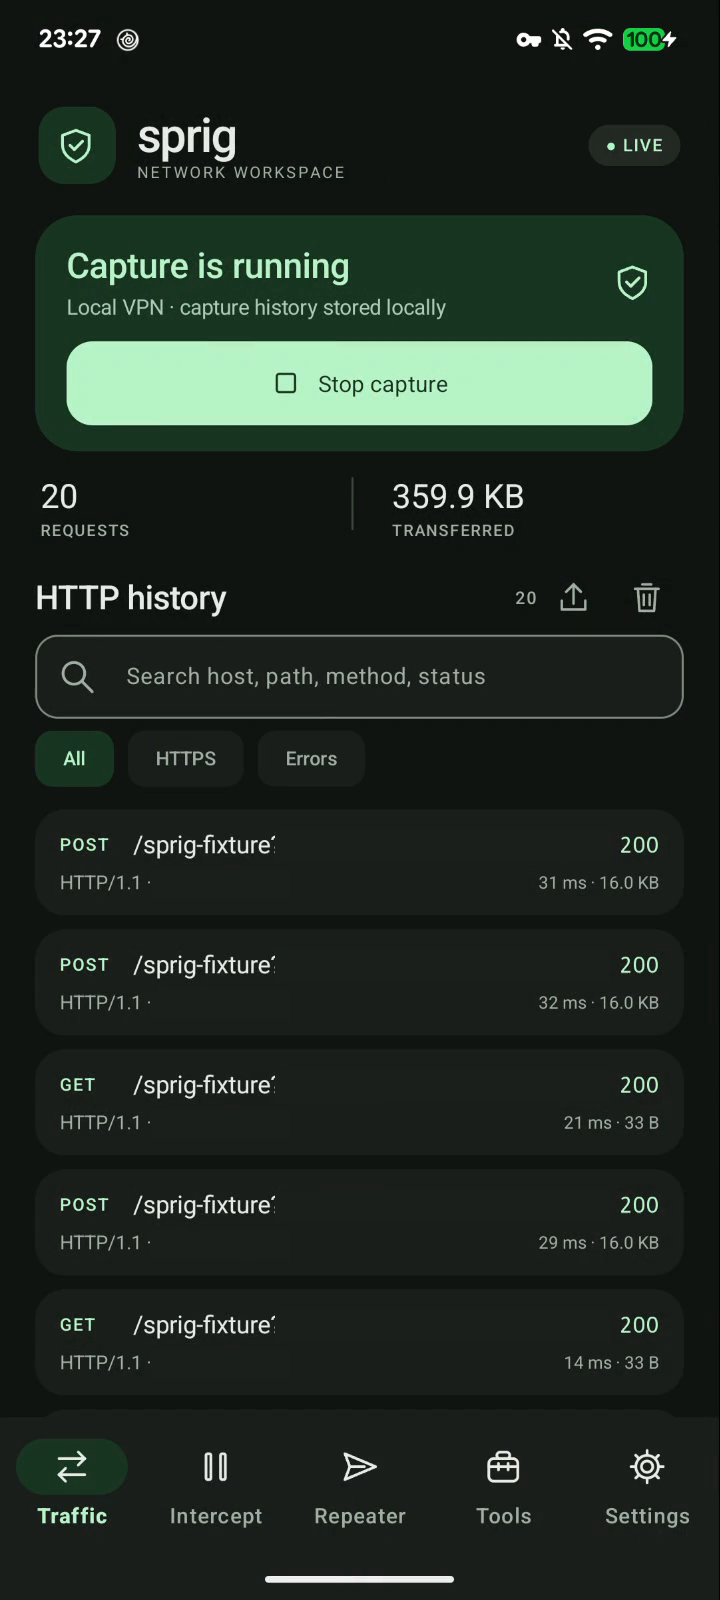 23:27
100
sprig
NETWORK WORKSPACE
• LIVE
Capture is running
Local VPN · capture history stored locally
Stop capture
20
REQUESTS
359.9 KB
TRANSFERRED
HTTP history
20
Search host, path, method, status
All
HTTPS
Errors
POST /sprig-fixture? 200
HTTP/1.1 · 31 ms · 16.0 KB
POST /sprig-fixture? 200
HTTP/1.1 · 32 ms · 16.0 KB
GET /sprig-fixture? 200
HTTP/1.1 · 21 ms · 33 B
POST /sprig-fixture? 200
HTTP/1.1 · 29 ms · 16.0 KB
GET /sprig-fixture? 200
HTTP/1.1 · 14 ms · 33 B
Traffic
Intercept
Repeater
Tools
Settings